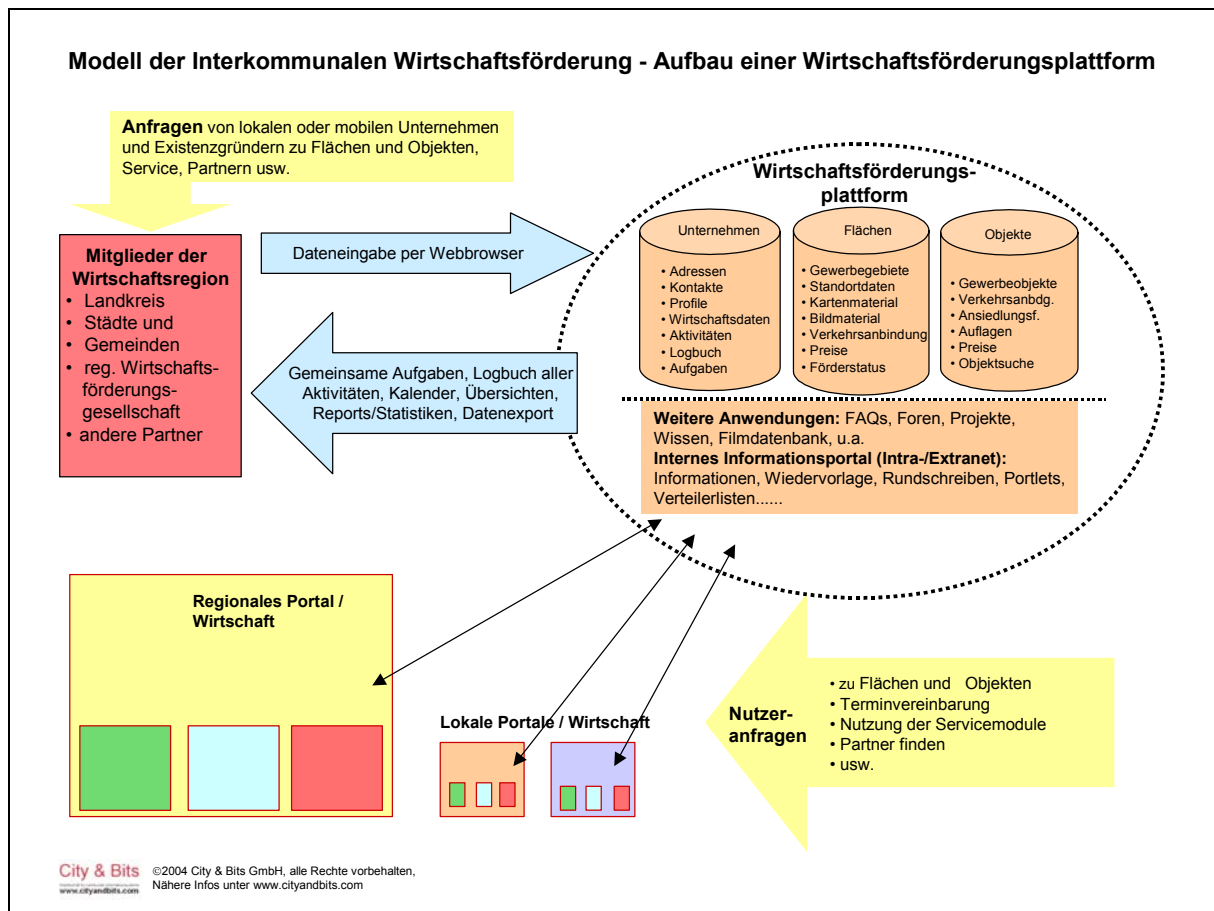 Modell der Interkommunalen Wirtschaftsförderung - Aufbau einer Wirtschaftsförderungsplattform
Anfragen von lokalen oder mobilen Unternehmen
und Existenzgründern zu Flächen und Objekten,
Service, Partnern usw.
Mitglieder der
Wirtschaftsregion
• Landkreis
• Städte und
• Gemeinden
• reg. Wirtschafts-
förderungs-
gesellschaft
• andere Partner
Dateneingabe per Webbrowser
Gemeinsame Aufgaben, Logbuch aller
Aktivitäten, Kalender, Übersichten,
Reports/Statistiken, Datenexport
Wirtschaftsförderungs-
plattform
Unternehmen
• Adressen
• Kontakte
• Profile
• Wirtschaftsdaten
• Aktivitäten
• Logbuch
• Aufgaben
Flächen
• Gewerbegebiete
• Standortdaten
• Kartenmaterial
• Bildmaterial
• Verkehrsanbindung
• Preise
• Förderstatus
Objekte
• Gewerbeobjekte
• Verkehrsanbdg.
• Ansiedlungsf.
• Auflagen
• Preise
• Objektsuche
Weitere Anwendungen: FAQs, Foren, Projekte,
Wissen, Filmdatenbank, u.a.
Internes Informationsportal (Intra-/Extranet):
Informationen, Wiedervorlage, Rundschreiben, Portlets,
Verteilerlisten......
Regionales Portal /
Wirtschaft
Lokale Portale / Wirtschaft
Nutzer-
anfragen
• zu Flächen und Objekten
• Terminvereinbarung
• Nutzung der Servicemodule
• Partner finden
• usw.
City & Bits
www.cityandbits.com
©2004 City & Bits GmbH, alle Rechte vorbehalten,
Nähere Infos unter www.cityandbits.com